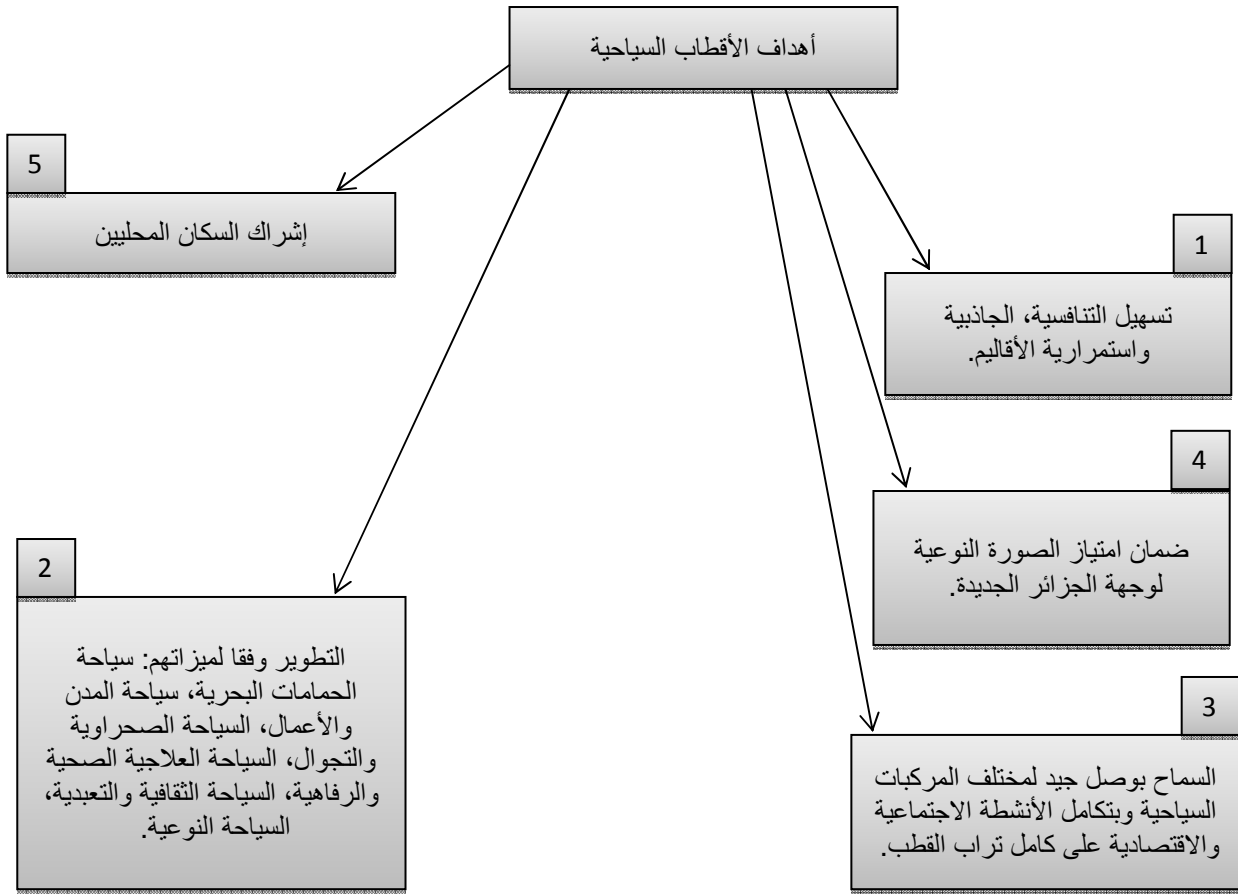 أهداف الأقطاب السياحية
5
إشراك السكان المحليين
1
تسهيل التنافسية، الجاذبية
واستمرارية الأقاليم.
4
ضمان امتياز الصورة النوعية
لوجهة الجزائر الجديدة.
2
التطوير وفقا لميزاتهم: سياحة
الحمامات البحرية، سياحة المدن
والأعمال، السياحة الصحراوية
والتجوال، السياحة العلاجية الصحية
والرفاهية، السياحة الثقافية والتعبدية،
السياحة النوعية.
3
السماح بوصل جيد لمختلف المركبات
السياحية وبتكامل الأنشطة الاجتماعية
والاقتصادية على كامل تراب القطب.